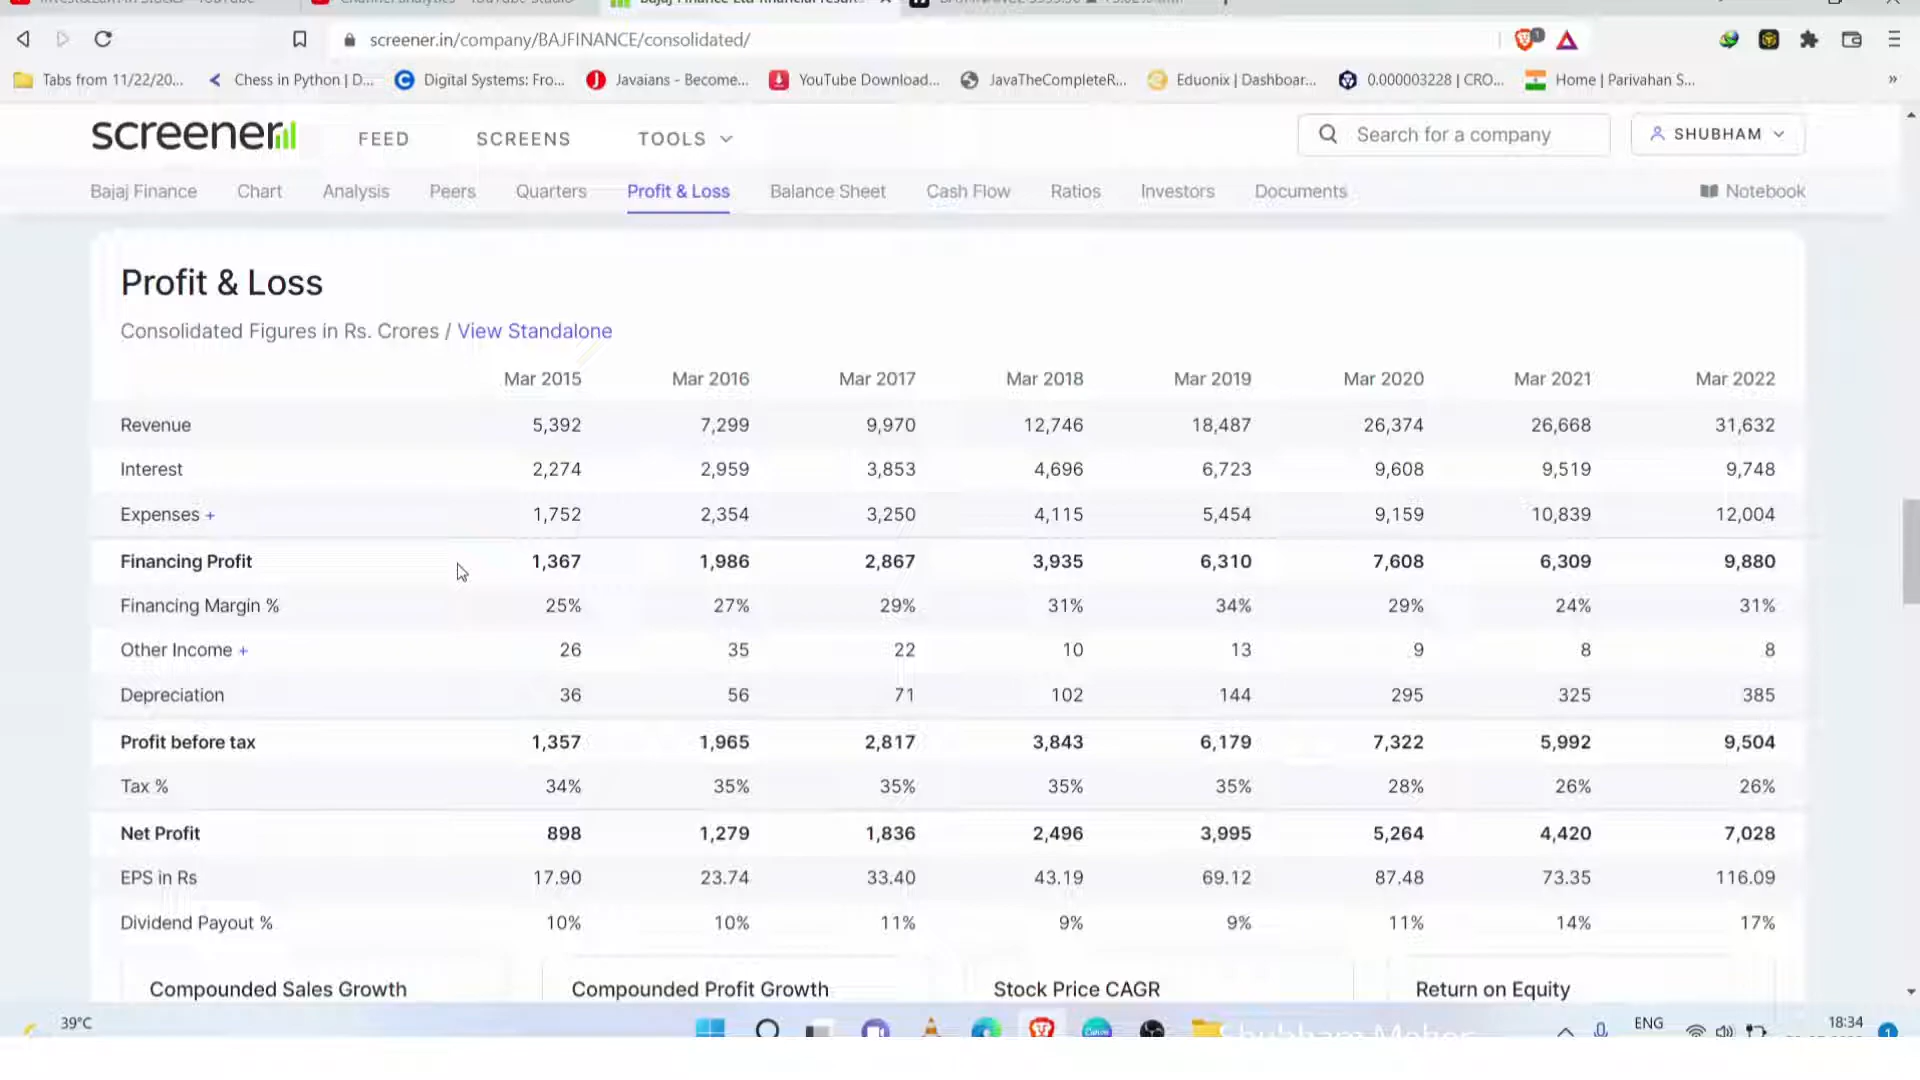 screener.in/company/BAJFINANCE/consolidated/
1
Tabs from 11/22/20... Chess in Python | D... Digital Systems: Fro... Javaians - Become... YouTube Download... JavaTheCompleteR... Eduonix | Dashboar... 0.000003228 | CRO... Home | Parivahan S... »
screener FEED SCREENS TOOLS Search for a company SHUBHAM
Bajaj Finance Chart Analysis Peers Quarters Profit & Loss Balance Sheet Cash Flow Ratios Investors Documents Notebook
Profit & Loss
Consolidated Figures in Rs. Crores / View Standalone
Mar 2015 Mar 2016 Mar 2017 Mar 2018 Mar 2019 Mar 2020 Mar 2021 Mar 2022
Revenue 5,392 7,299 9,970 12,746 18,487 26,374 26,668 31,632
Interest 2,274 2,959 3,853 4,696 6,723 9,608 9,519 9,748
Expenses + 1,752 2,354 3,250 4,115 5,454 9,159 10,839 12,004
Financing Profit 1,367 1,986 2,867 3,935 6,310 7,608 6,309 9,880
Financing Margin % 25% 27% 29% 31% 34% 29% 24% 31%
Other Income + 26 35 22 10 13 9 8 8
Depreciation 36 56 71 102 144 295 325 385
Profit before tax 1,357 1,965 2,817 3,843 6,179 7,322 5,992 9,504
Tax % 34% 35% 35% 35% 35% 28% 26% 26%
Net Profit 898 1,279 1,836 2,496 3,995 5,264 4,420 7,028
EPS in Rs 17.90 23.74 33.40 43.19 69.12 87.48 73.35 116.09
Dividend Payout % 10% 10% 11% 9% 9% 11% 14% 17%
Compounded Sales Growth Compounded Profit Growth Stock Price CAGR Return on Equity
39°C ENG 18:34 1